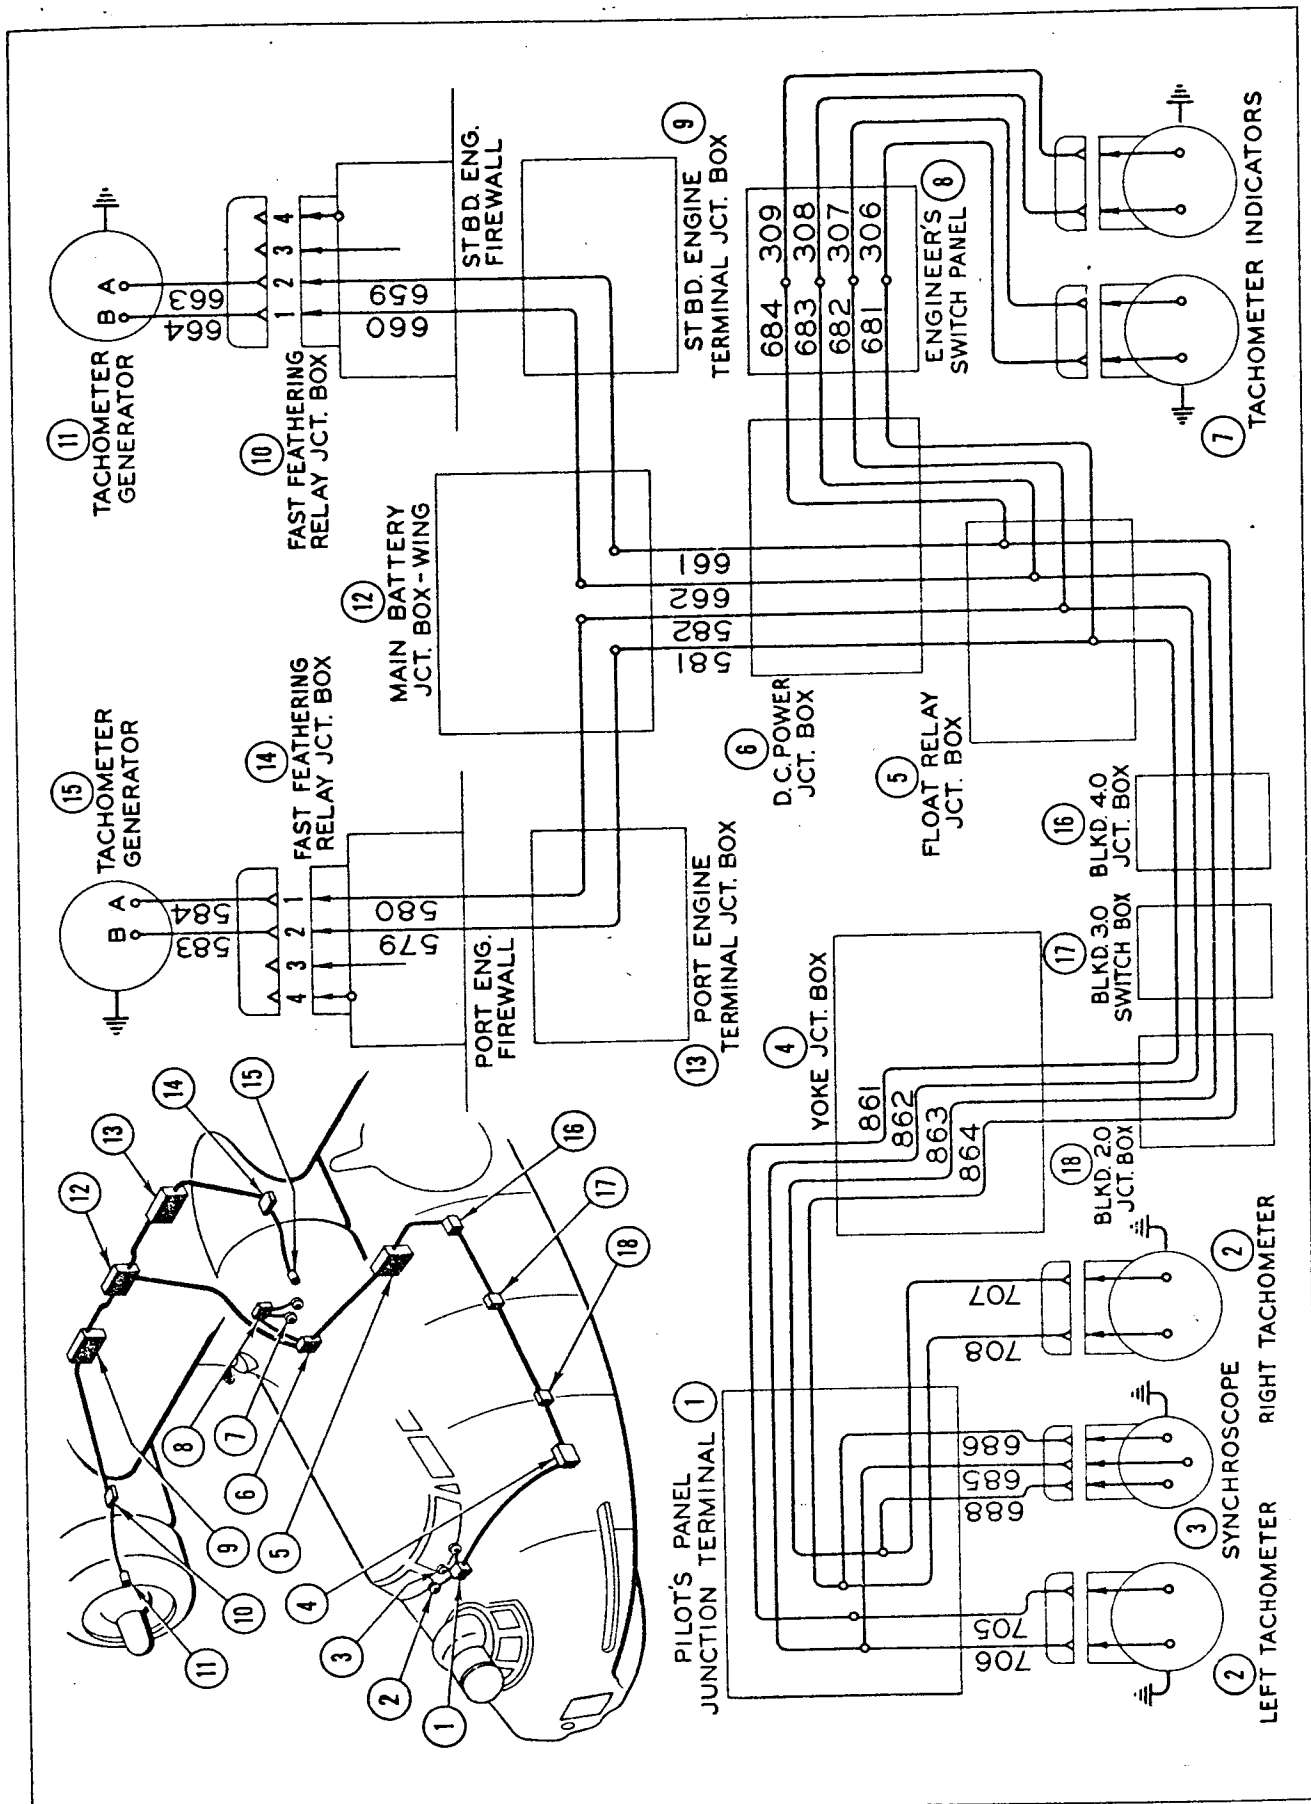 11
TACHOMETER
GENERATOR
B A
664 663
10
FAST FEATHERING
RELAY JCT. BOX
1 2 3 4
660 659
STBD. ENG.
FIREWALL
9
STBD. ENGINE
TERMINAL JCT. BOX
15
TACHOMETER
GENERATOR
B A
583 584
14
FAST FEATHERING
RELAY JCT. BOX
4 3 2 1
579 580
PORT ENG.
FIREWALL
13
PORT ENGINE
TERMINAL JCT. BOX
12
MAIN BATTERY
JCT. BOX-WING
581 582 662 661
684 309
683 308
682 307
681 306
ENGINEER'S
SWITCH PANEL
8
7
TACHOMETER INDICATORS
6
D.C. POWER
JCT. BOX
5
FLOAT RELAY
JCT. BOX
16
BLKD. 4.0
JCT. BOX
17
BLKD. 3.0
SWITCH BOX
18
BLKD. 2.0
JCT. BOX
4
YOKE JCT. BOX
861
862
863
864
PILOT'S PANEL
JUNCTION TERMINAL
1
706 705
688 685 686
708 707
2
LEFT TACHOMETER
3
SYNCHROSCOPE
2
RIGHT TACHOMETER
1
2
3
4
5
6
7
8
9
10
11
12
13
14
15
16
17
18